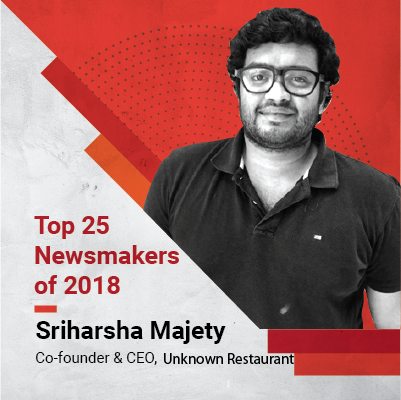 Top 25
Newsmakers
of 2018
Sriharsha Majety
Co-founder & CEO, Unknown Restaurant